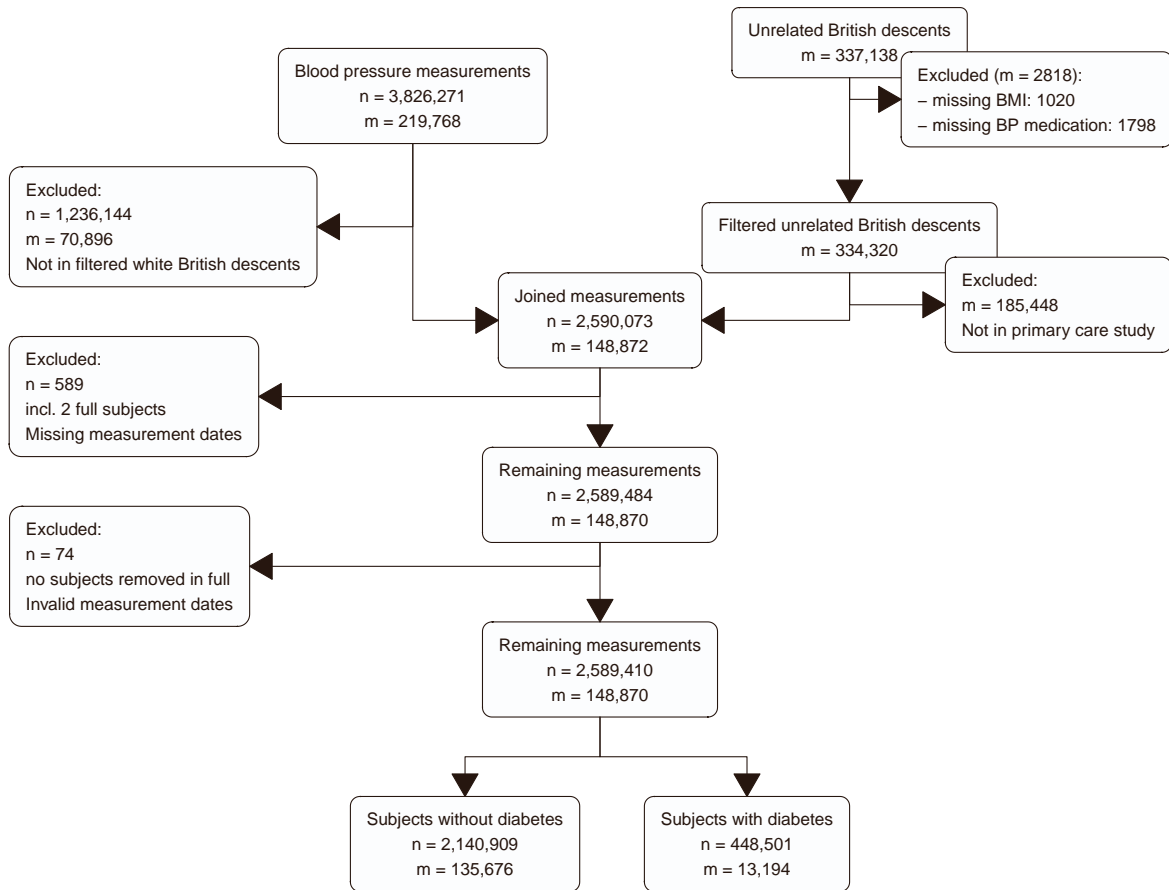 Unrelated British descents
m = 337,138
Blood pressure measurements
n = 3,826,271
m = 219,768
Excluded (m = 2818):
– missing BMI: 1020
– missing BP medication: 1798
Excluded:
n = 1,236,144
m = 70,896
Not in filtered white British descents
Filtered unrelated British descents
m = 334,320
Excluded:
m = 185,448
Not in primary care study
Joined measurements
n = 2,590,073
m = 148,872
Excluded:
n = 589
incl. 2 full subjects
Missing measurement dates
Remaining measurements
n = 2,589,484
m = 148,870
Excluded:
n = 74
no subjects removed in full
Invalid measurement dates
Remaining measurements
n = 2,589,410
m = 148,870
Subjects without diabetes
n = 2,140,909
m = 135,676
Subjects with diabetes
n = 448,501
m = 13,194